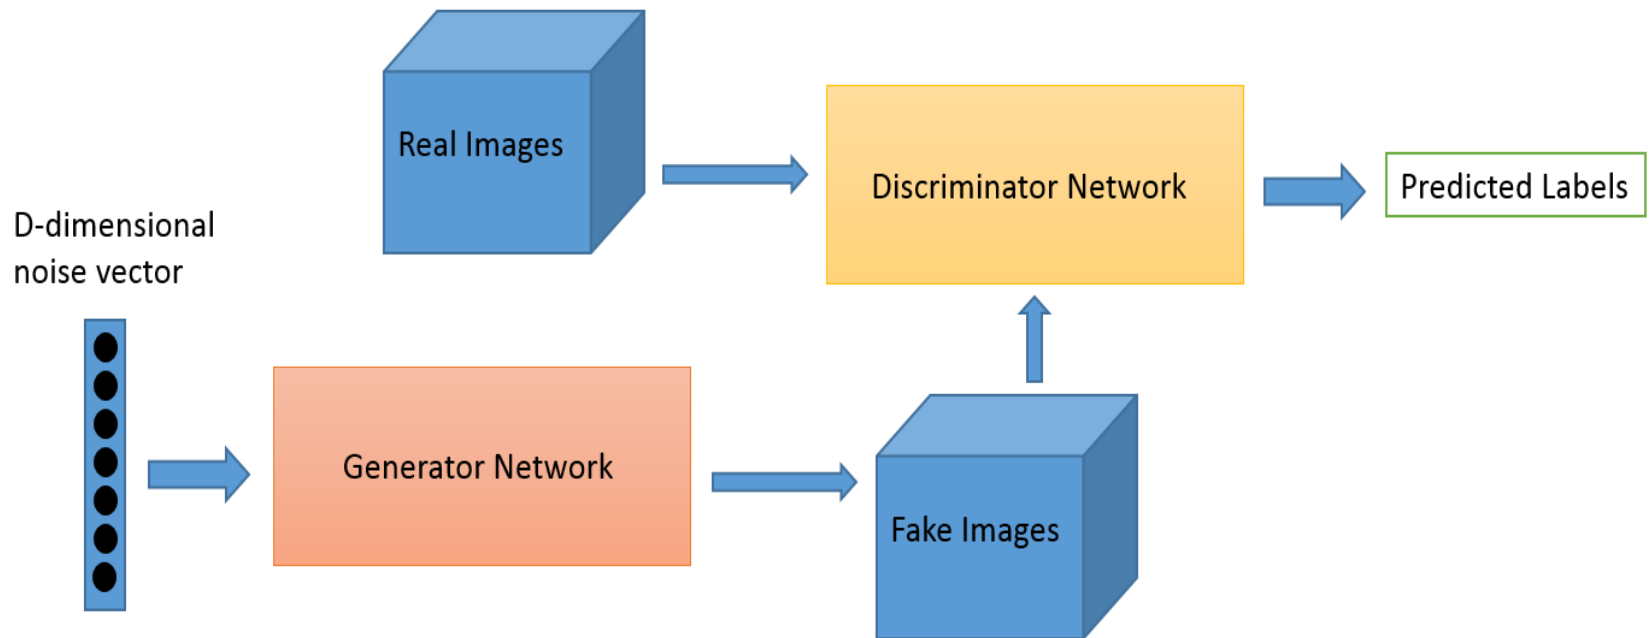 Real Images
Discriminator Network
Predicted Labels
D-dimensional
noise vector
Generator Network
Fake Images